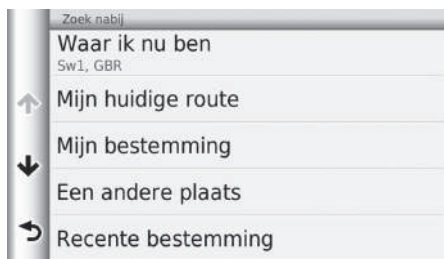 Zoek nabij
Waar ik nu ben
Sw1, GBR
Mijn huidige route
Mijn bestemming
Een andere plaats
Recente bestemming